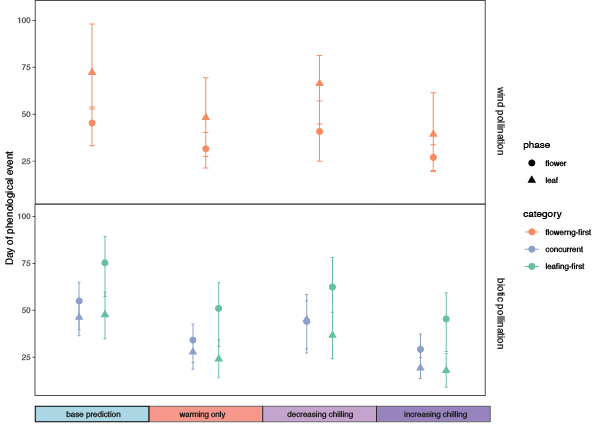 Day of phenological event
100
75
50
25
wind pollination
100
75
50
25
biotic pollination
base prediction
warming only
decreasing chilling
increasing chilling
phase
flower
leaf
category
flowerng-first
concurrent
leafing-first